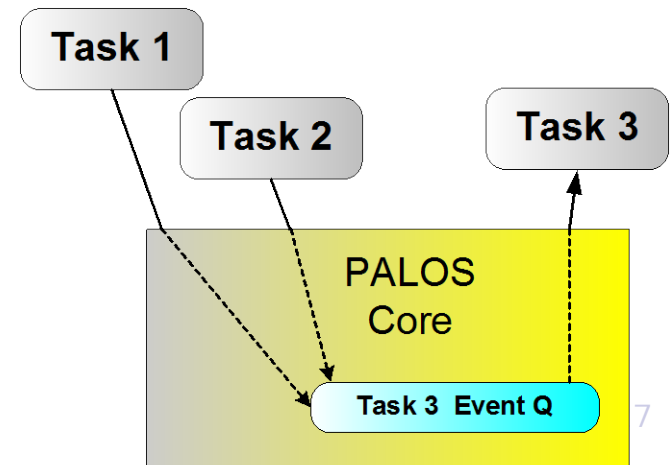 Task 1
Task 2
Task 3
PALOS
Core
Task 3 Event Q
7